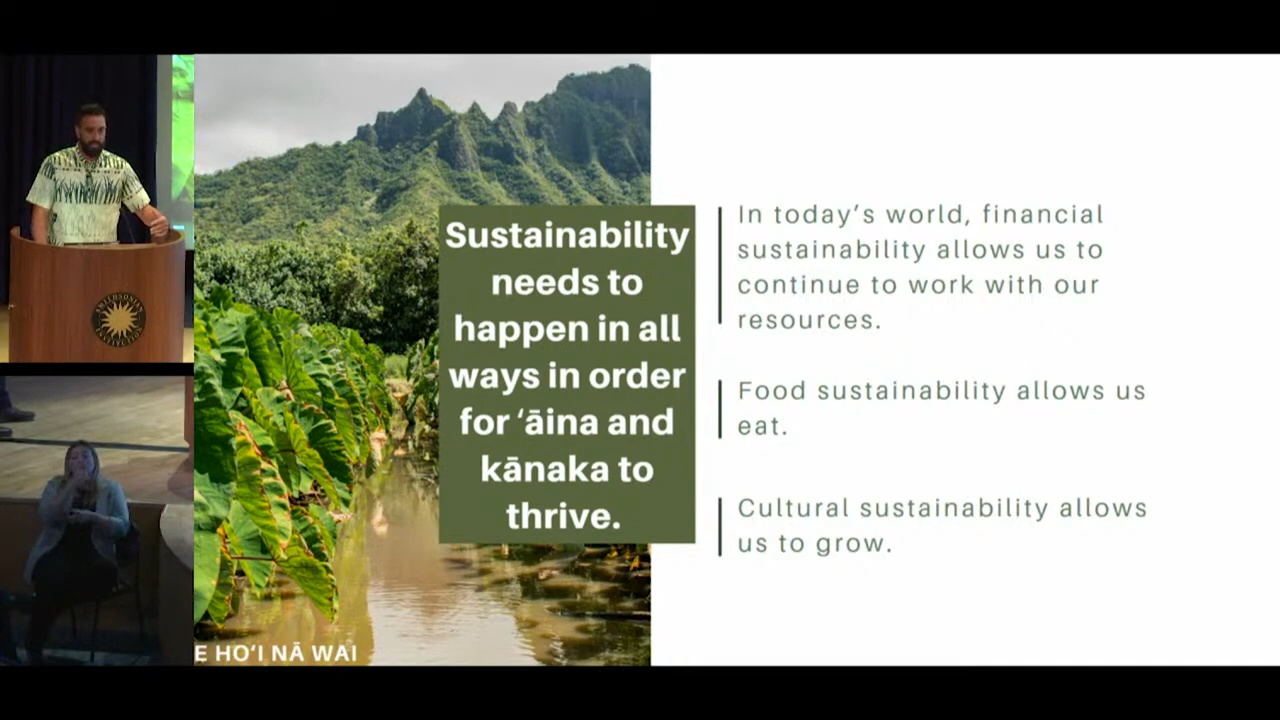 Sustainability
needs to
happen in all
ways in order
for ʻāina and
kānaka to
thrive.
In today’s world, financial
sustainability allows us to
continue to work with our
resources.
Food sustainability allows us
eat.
Cultural sustainability allows
us to grow.
E HOʻI NĀ WAI